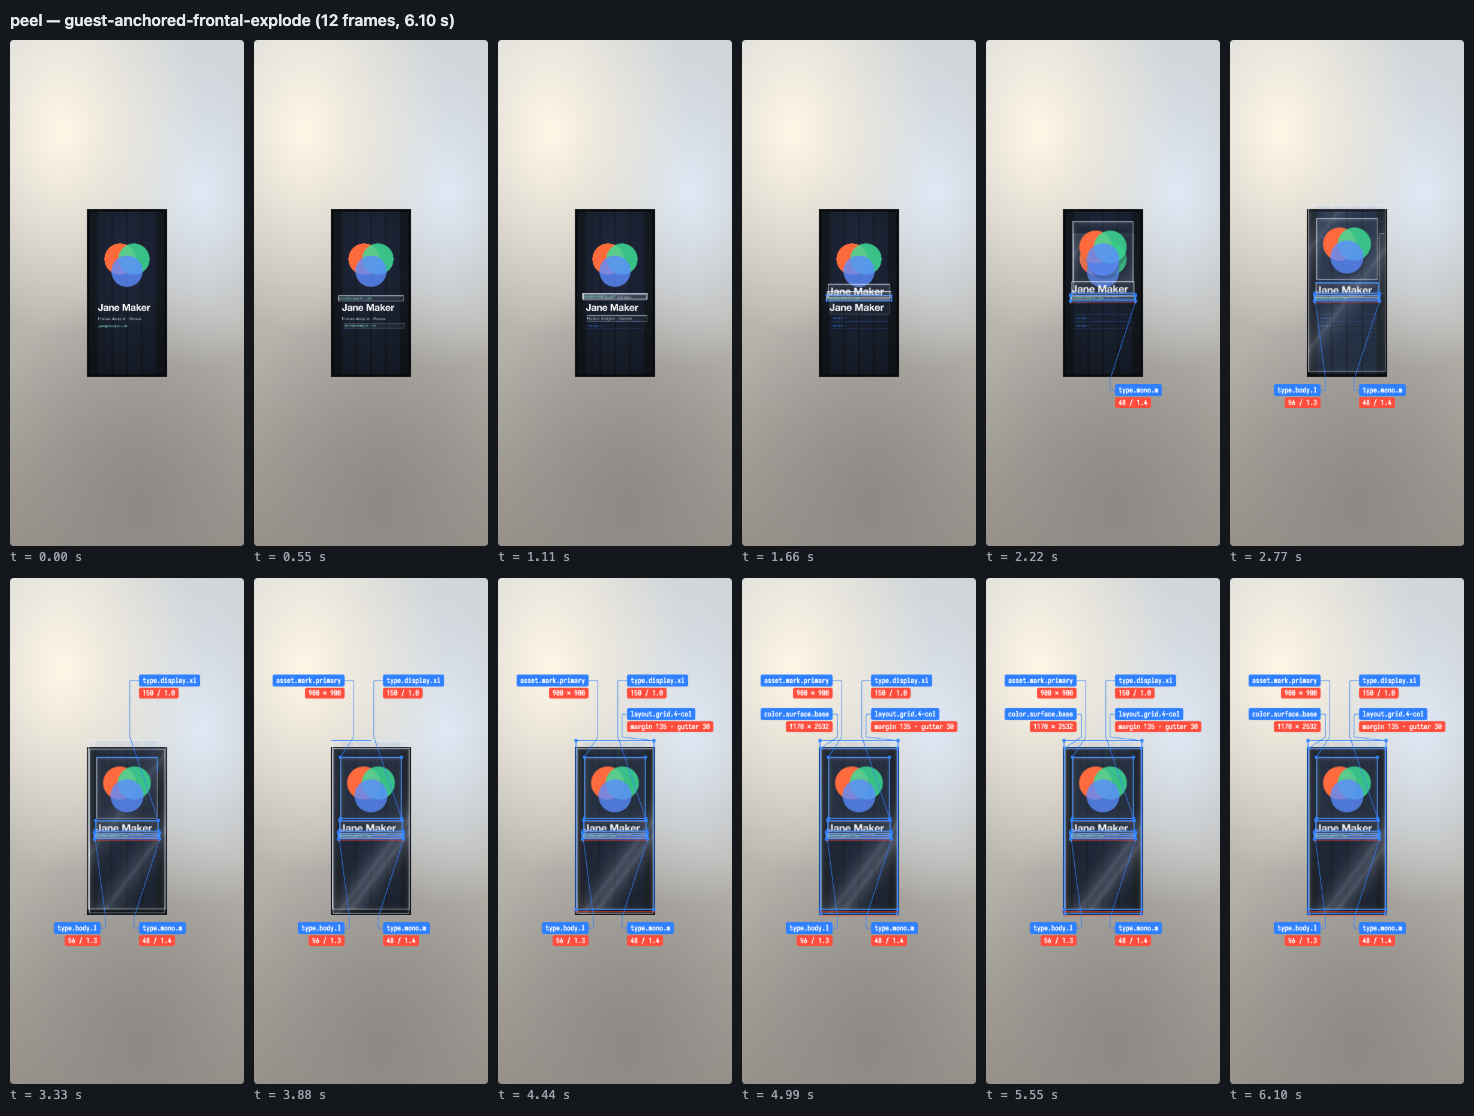 peel — guest-anchored-frontal-explode (12 frames, 6.10 s)
Jane Maker
Product designer · Warsaw
t = 0.00 s
Jane Maker
Product designer · Warsaw
t = 0.55 s
Jane Maker
Product designer · Warsaw
t = 1.11 s
Jane Maker
Jane Maker
t = 1.66 s
Jane Maker
type.mono.m
48 / 1.4
t = 2.22 s
Jane Maker
type.body.l
type.mono.m
56 / 1.3
48 / 1.4
t = 2.77 s
type.display.xl
150 / 1.0
Jane Maker
type.body.l
type.mono.m
56 / 1.3
48 / 1.4
t = 3.33 s
asset.mark.primary
type.display.xl
900 × 900
150 / 1.0
Jane Maker
type.body.l
type.mono.m
56 / 1.3
48 / 1.4
t = 3.88 s
asset.mark.primary
type.display.xl
900 × 900
150 / 1.0
layout.grid.4-col
margin 135 · gutter 30
Jane Maker
type.body.l
type.mono.m
56 / 1.3
48 / 1.4
t = 4.44 s
asset.mark.primary
type.display.xl
900 × 900
150 / 1.0
color.surface.base
layout.grid.4-col
1170 × 2532
margin 135 · gutter 30
Jane Maker
type.body.l
type.mono.m
56 / 1.3
48 / 1.4
t = 4.99 s
asset.mark.primary
type.display.xl
900 × 900
150 / 1.0
color.surface.base
layout.grid.4-col
1170 × 2532
margin 135 · gutter 30
Jane Maker
type.body.l
type.mono.m
56 / 1.3
48 / 1.4
t = 5.55 s
asset.mark.primary
type.display.xl
900 × 900
150 / 1.0
color.surface.base
layout.grid.4-col
1170 × 2532
margin 135 · gutter 30
Jane Maker
type.body.l
type.mono.m
56 / 1.3
48 / 1.4
t = 6.10 s